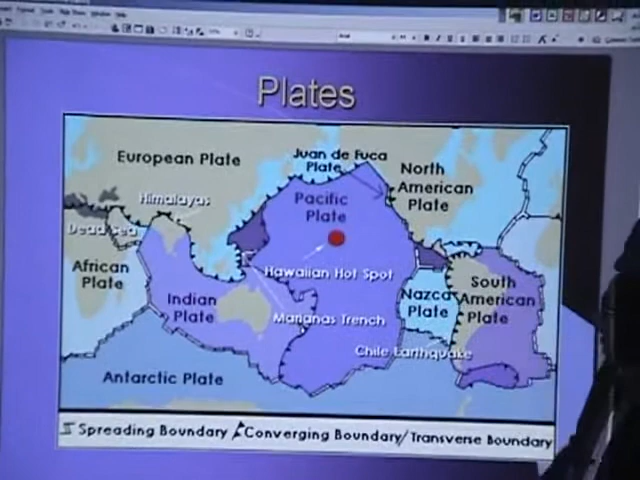 Plates
European Plate
Juan de Fuca
Plate
North
American
Plate
Himalayas
Pacific
Plate
Dead Sea
African
Plate
Hawaiian Hot Spot
South
American
Plate
Indian
Plate
Nazca
Plate
Marianas Trench
Chile Earthquake
Antarctic Plate
Spreading Boundary Converging Boundary/ Transverse Boundary